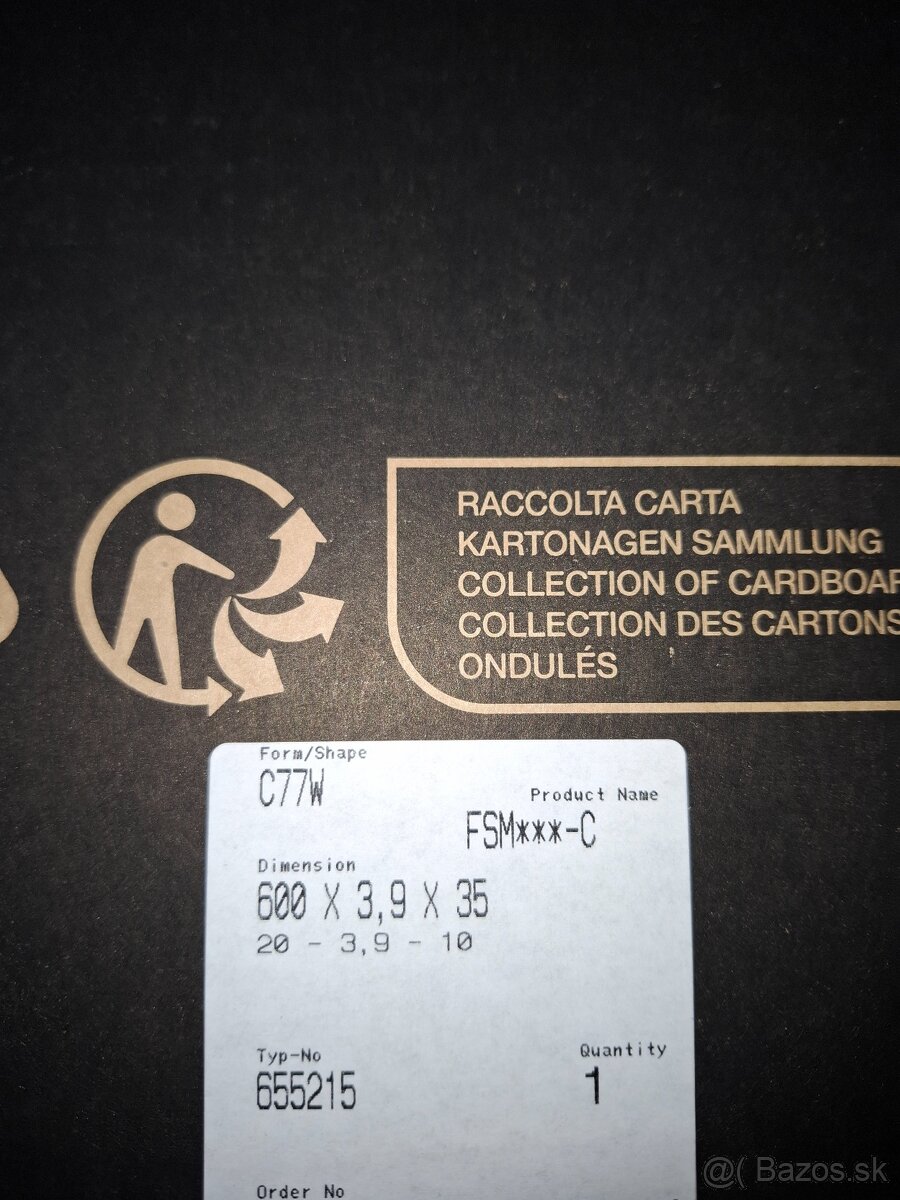 RACCOLTA CARTA
KARTONAGEN SAMMLUNG
COLLECTION OF CARDBOAR
COLLECTION DES CARTONS
ONDULÉS
Form/Shape
C77W
Product Name
FSM***-C
Dimension
600 X 3,9 X 35
20 - 3,9 - 10
Typ-No
655215
Quantity
1
Order No
@( Bazos.sk